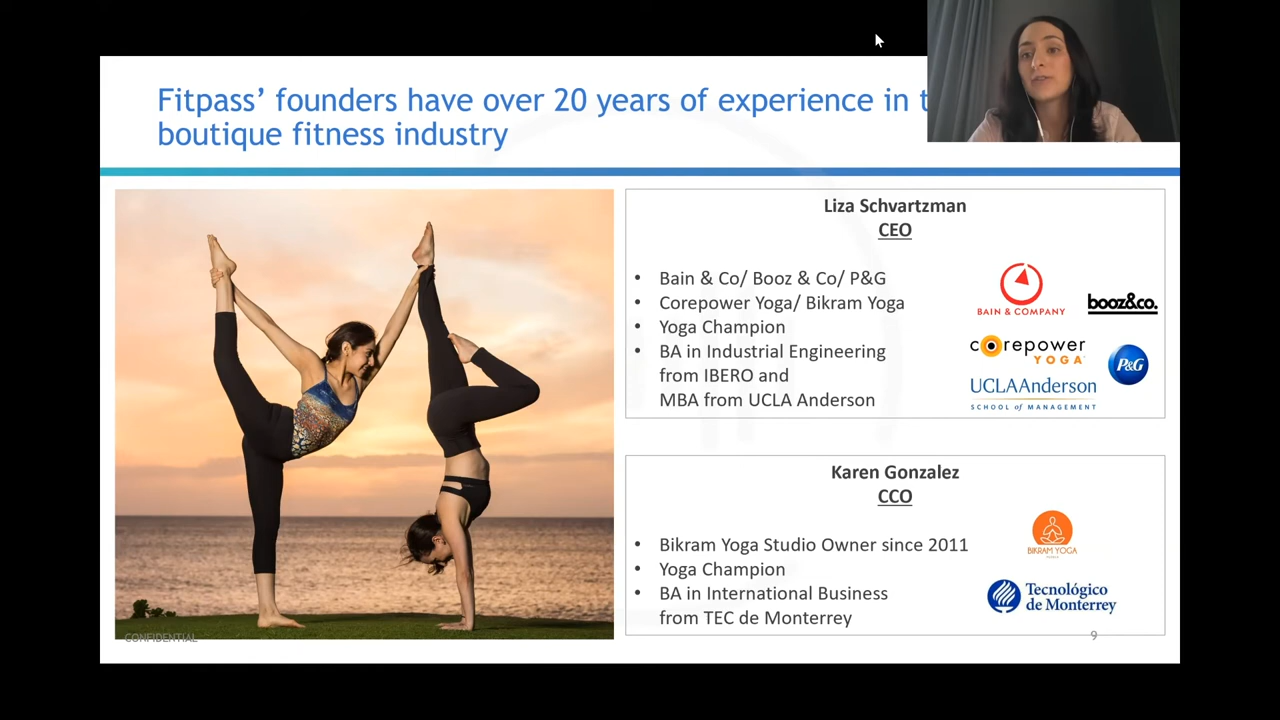 Fitpass’ founders have over 20 years of experience in
boutique fitness industry
Liza Schvartzman
CEO
• Bain & Co/ Booz & Co/ P&G
• Corepower Yoga/ Bikram Yoga
• Yoga Champion
• BA in Industrial Engineering
from IBERO and
MBA from UCLA Anderson
BAIN & COMPANY
booz&co.
corepower
YOGA
P&G
UCLAAnderson
SCHOOL of MANAGEMENT
Karen Gonzalez
CCO
• Bikram Yoga Studio Owner since 2011
• Yoga Champion
• BA in International Business
from TEC de Monterrey
BIKRAM YOGA
Tecnológico
de Monterrey
CONFIDENTIAL
9